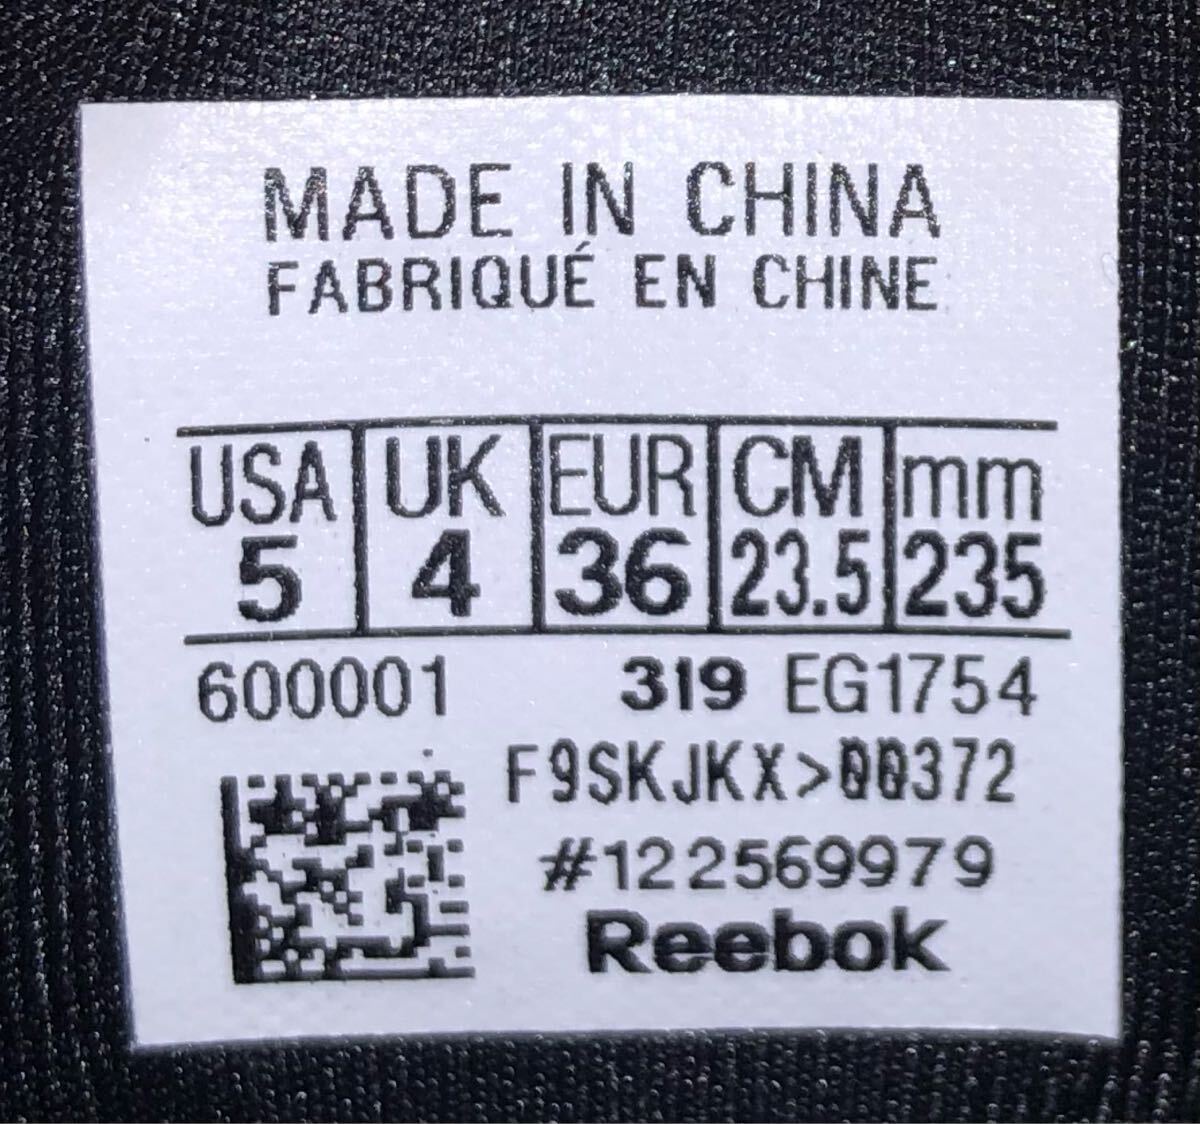 MADE IN CHINA
FABRIQUÉ EN CHINE
USA UK EUR CM mm
5 4 36 23.5 235
600001 319 EG1754
F9SKJKX>00372
#122569979
Reebok